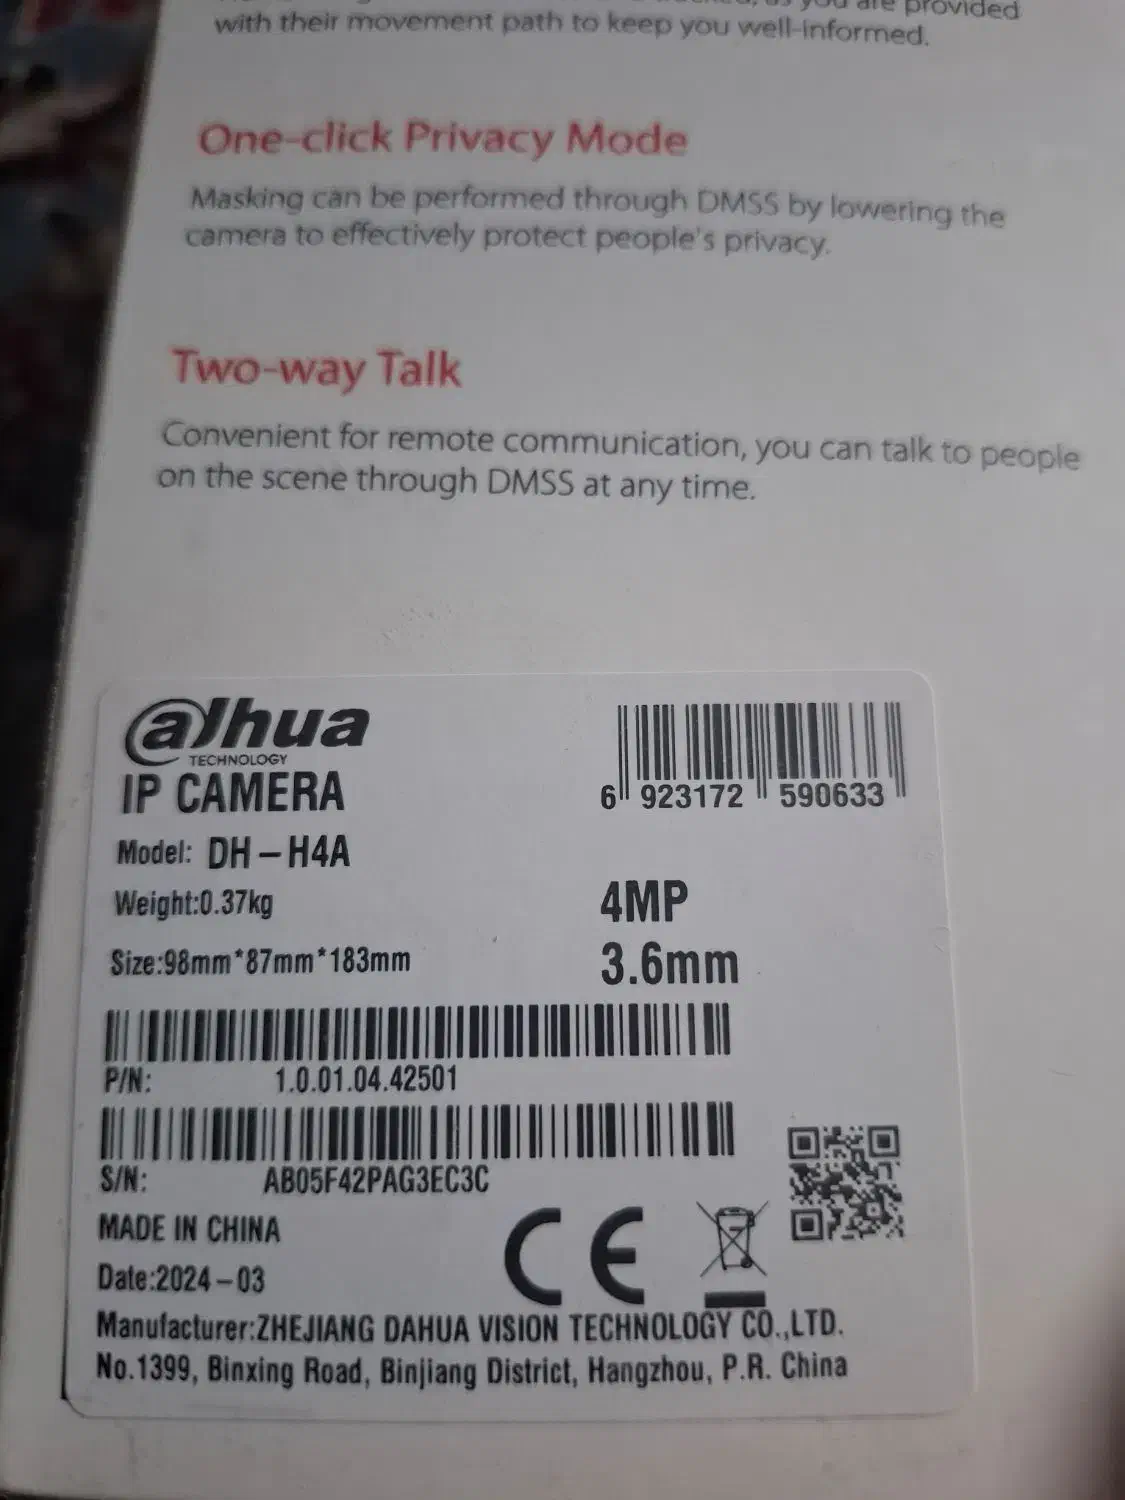 you are provided
with their movement path to keep you well-informed.
One-click Privacy Mode
Masking can be performed through DMSS by lowering the
camera to effectively protect people's privacy.
Two-way Talk
Convenient for remote communication, you can talk to people
on the scene through DMSS at any time.
alhua
TECHNOLOGY
IP CAMERA
6 923172 590633
Model: DH-H4A
Weight:0.37kg
4MP
Size:98mm*87mm*183mm
3.6mm
P/N: 1.0.01.04.42501
S/N: AB05F42PAG3EC3C
MADE IN CHINA
CE
Date:2024-03
Manufacturer:ZHEJIANG DAHUA VISION TECHNOLOGY CO.,LTD.
No.1399, Binxing Road, Binjiang District, Hangzhou, P.R. China